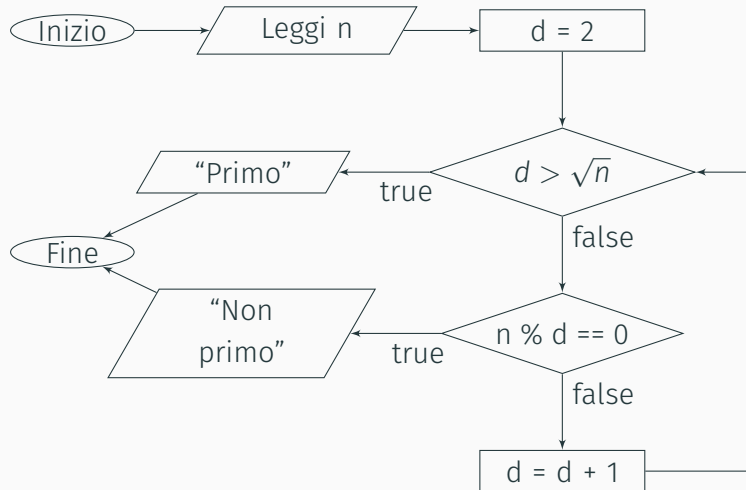 Inizio
Leggi n
d = 2
d > √n
true
“Primo”
false
Fine
n % d == 0
true
“Non
primo”
false
d = d + 1